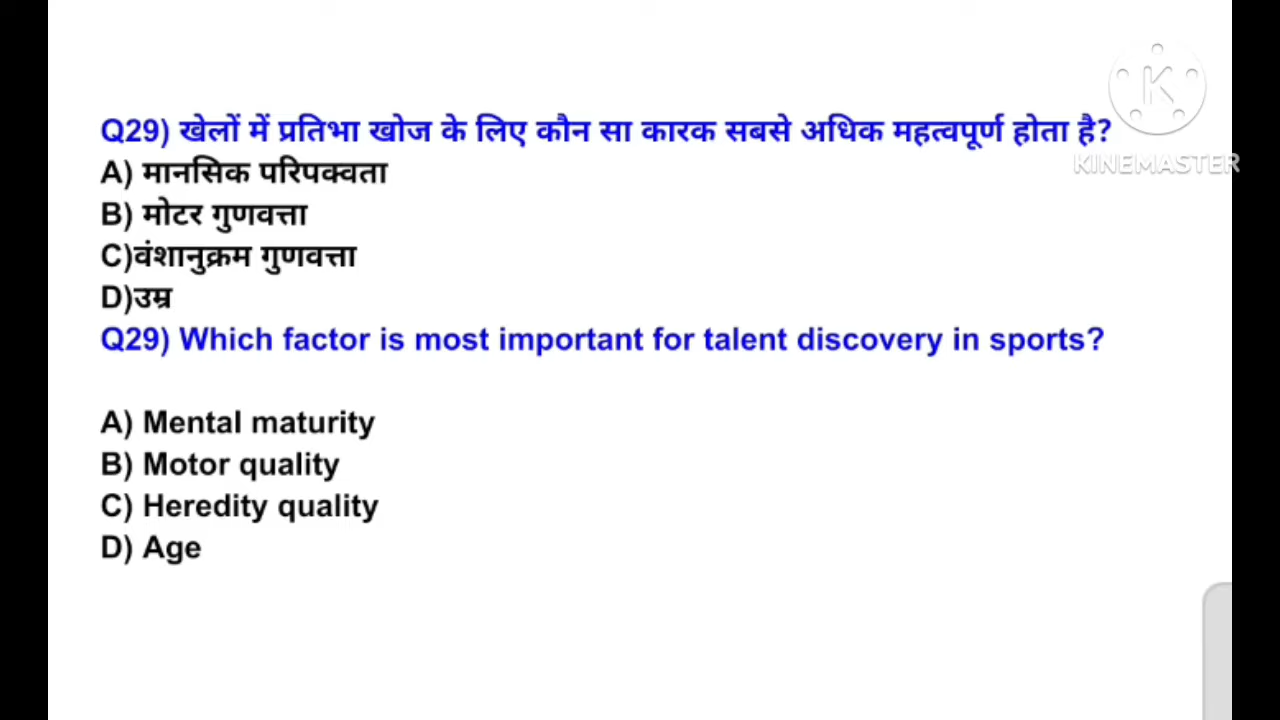 Q29) खेलों में प्रतिभा खोज के लिए कौन सा कारक सबसे अधिक महत्वपूर्ण होता है?
A) मानसिक परिपक्वता
B) मोटर गुणवत्ता
C)वंशानुक्रम गुणवत्ता
D)उम्र
Q29) Which factor is most important for talent discovery in sports?
A) Mental maturity
B) Motor quality
C) Heredity quality
D) Age
K
KINEMASTER